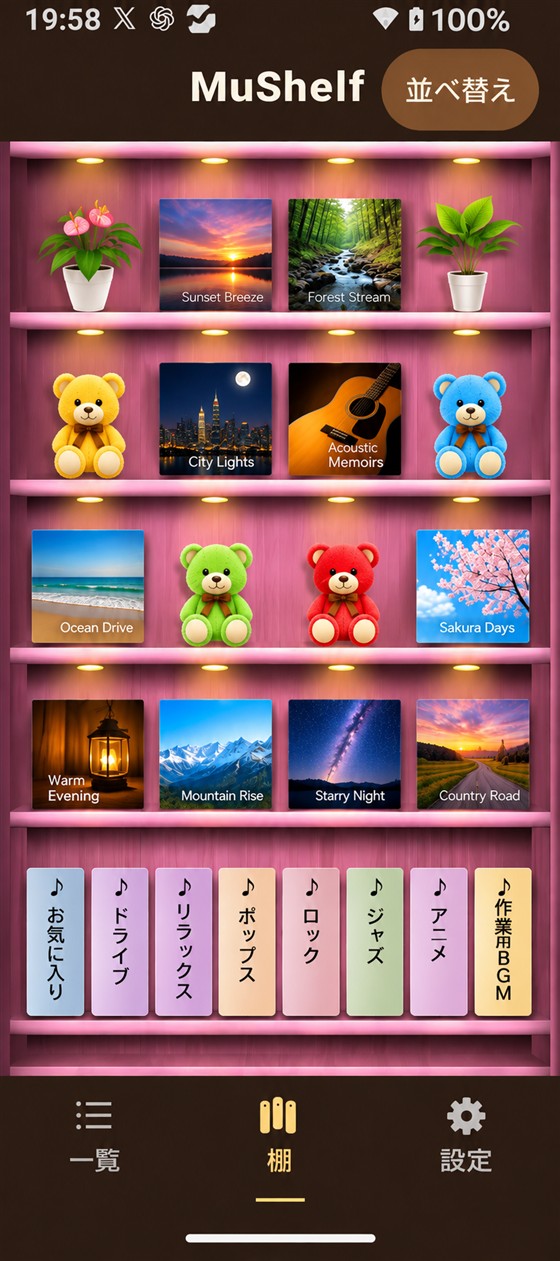 19:58
100%
MuShelf
並べ替え
Sunset Breeze
Forest Stream
City Lights
Acoustic
Memoirs
Ocean Drive
Sakura Days
Warm
Evening
Mountain Rise
Starry Night
Country Road
♪お気に入り
♪ドライブ
♪リラックス
♪ポップス
♪ロック
♪ジャズ
♪アニメ
♪作業用BGM
一覧
棚
設定